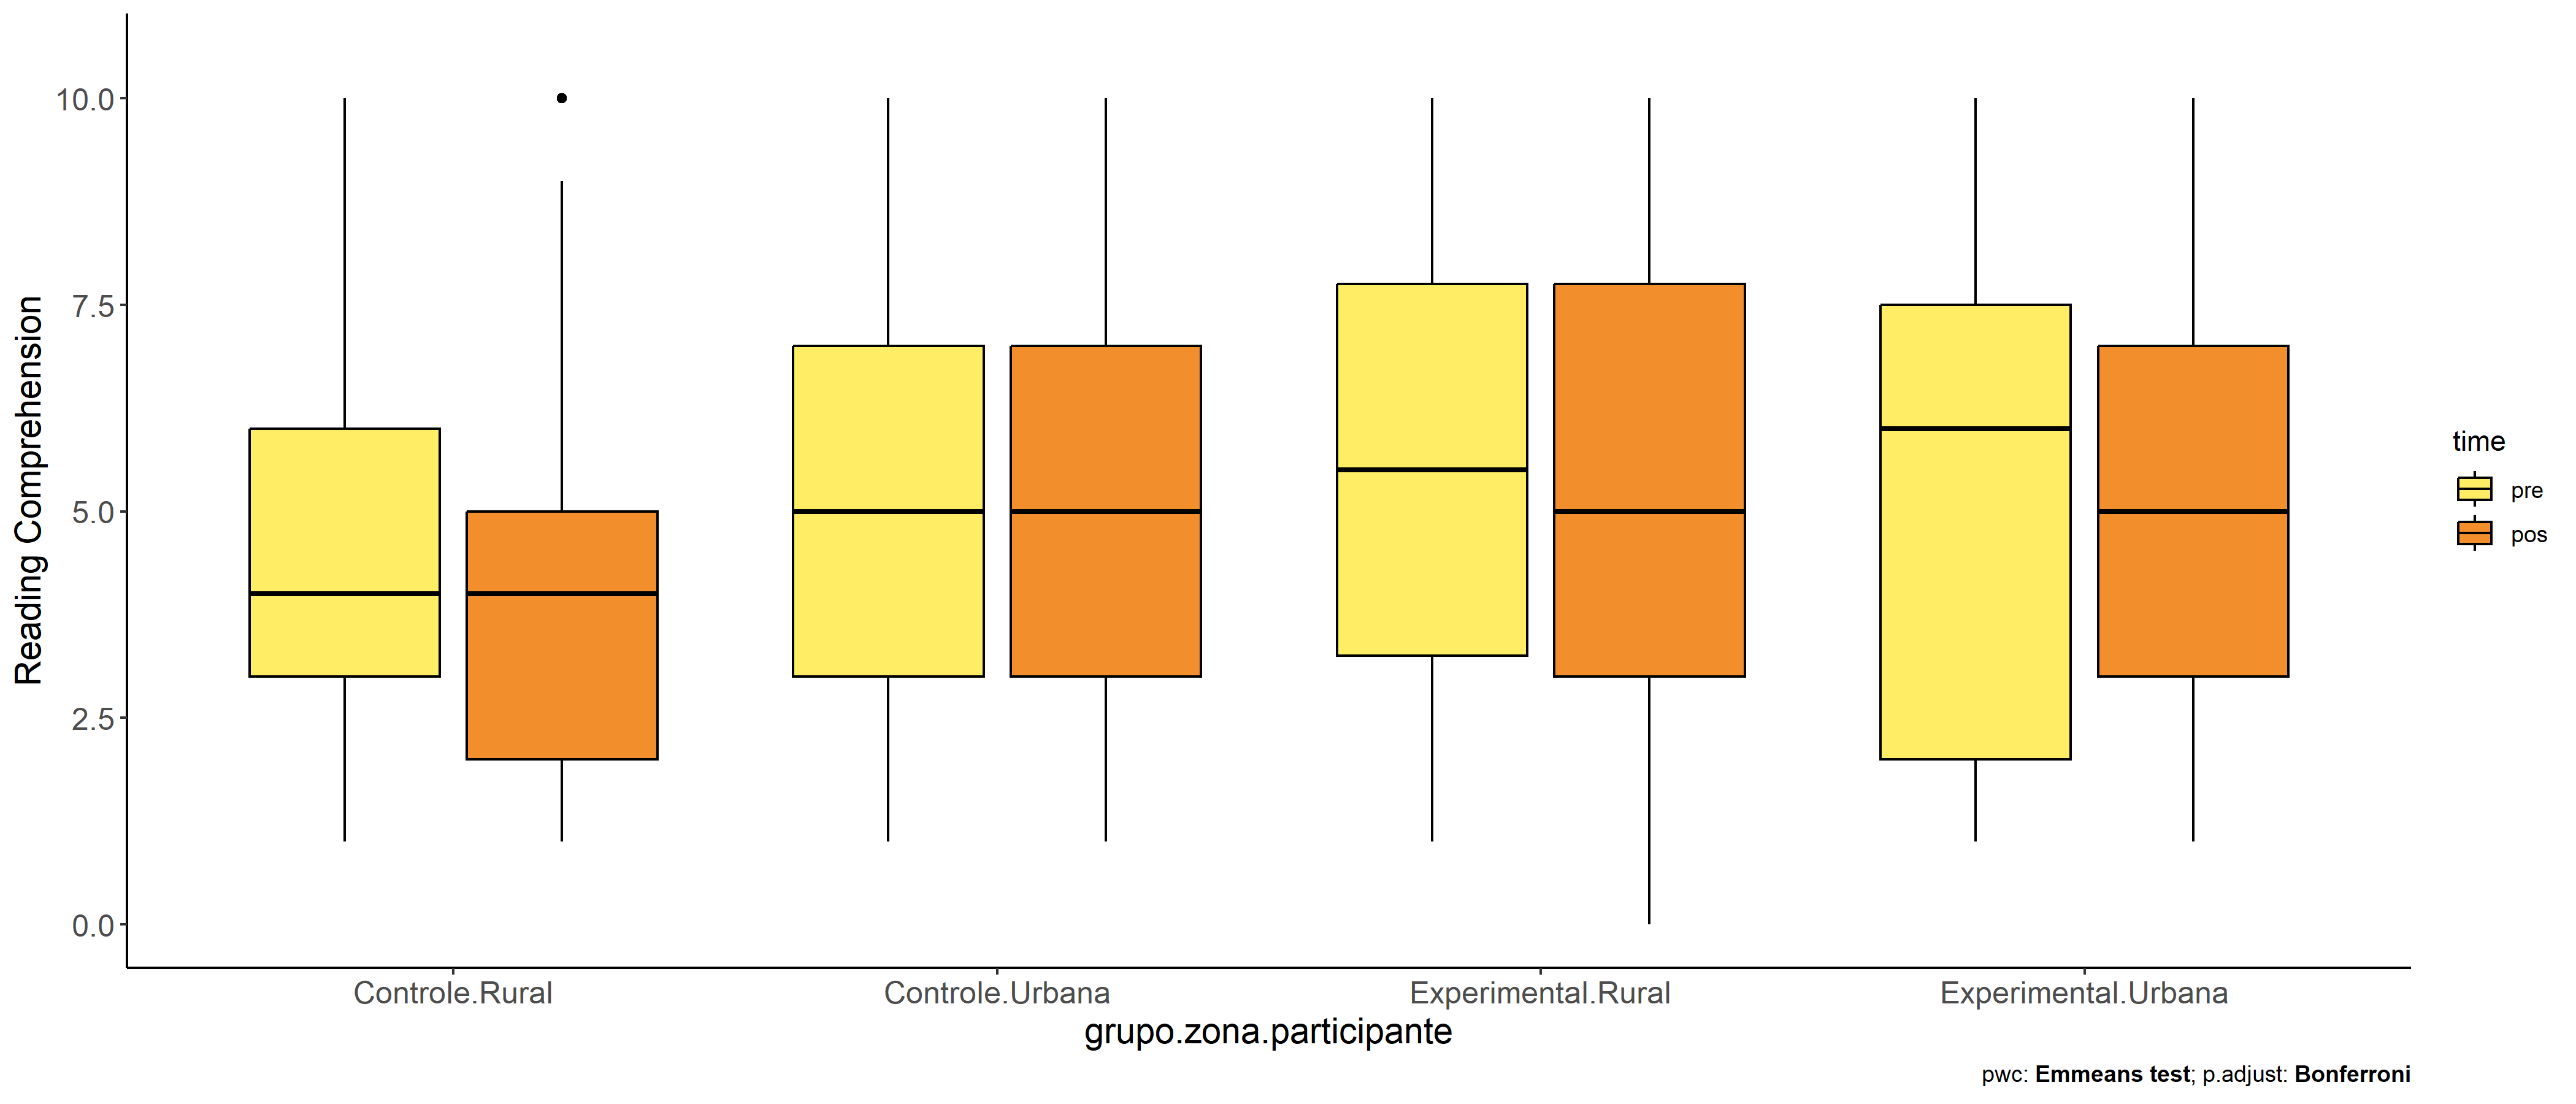 Reading Comprehension
10.0
7.5
5.0
2.5
0.0
Controle.Rural
Controle.Urbana
Experimental.Rural
Experimental.Urbana
grupo.zona.participante
time
pre
pos
pwc: Emmeans test; p.adjust: Bonferroni